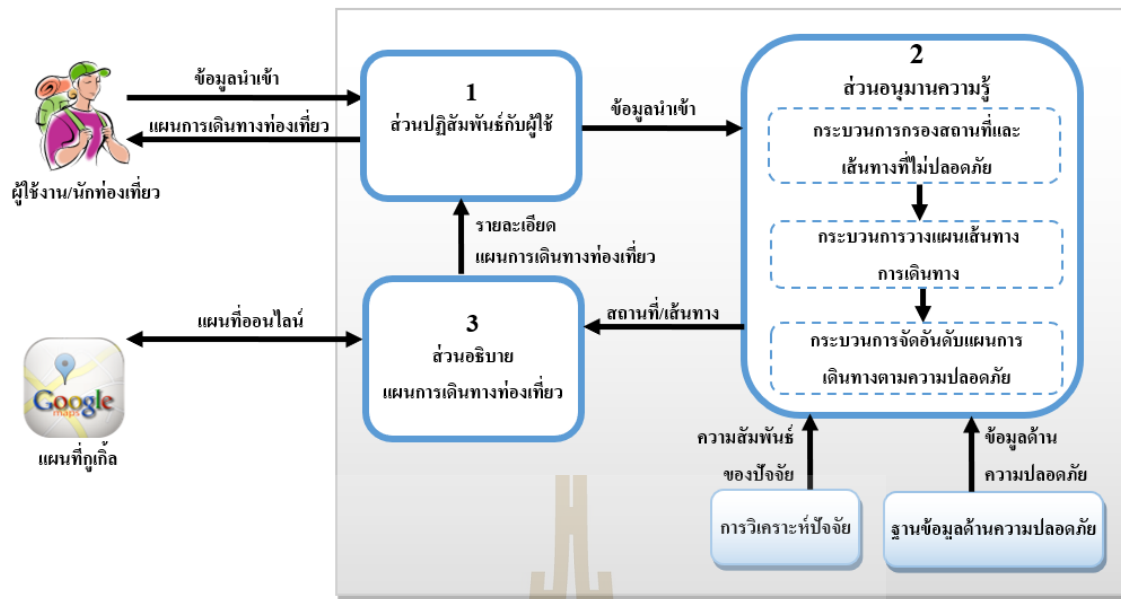 ข้อมูลนำเข้า
แผนการเดินทางท่องเที่ยว
ผู้ใช้งาน/นักท่องเที่ยว
1
ส่วนปฏิสัมพันธ์กับผู้ใช้
ข้อมูลนำเข้า
2
ส่วนอนุมานความรู้
กระบวนการกรองสถานที่และ
เส้นทางที่ไม่ปลอดภัย
กระบวนการวางแผนเส้นทาง
การเดินทาง
กระบวนการจัดอันดับแผนการ
เดินทางตามความปลอดภัย
รายละเอียด
แผนการเดินทางท่องเที่ยว
สถานที่/เส้นทาง
3
ส่วนอธิบาย
แผนการเดินทางท่องเที่ยว
แผนที่ออนไลน์
Google
maps
แผนที่กูเกิ้ล
ความสัมพันธ์
ของปัจจัย
ข้อมูลด้าน
ความปลอดภัย
การวิเคราะห์ปัจจัย
ฐานข้อมูลด้านความปลอดภัย